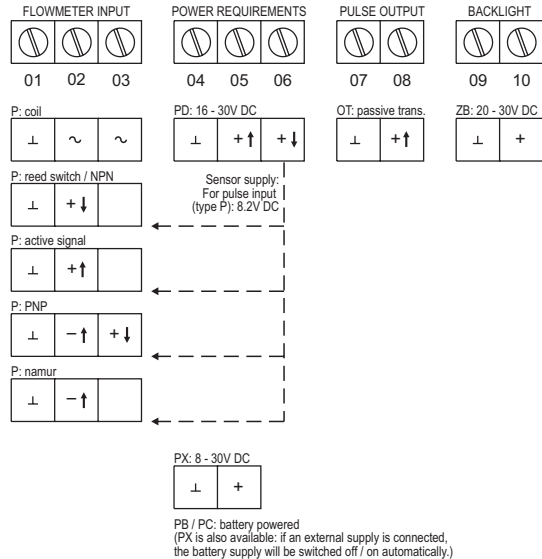 FLOWMETER INPUT POWER REQUIREMENTS PULSE OUTPUT BACKLIGHT
01 02 03 04 05 06 07 08 09 10
P: coil PD: 16 - 30V DC OT: passive trans. ZB: 20 - 30V DC
⊥ ~ ~ ⊥ +↑ +↓ ⊥ +↑ ⊥ +
P: reed switch / NPN
⊥ +↓
Sensor supply:
For pulse input
(type P): 8.2V DC
P: active signal
⊥ +↑
P: PNP
⊥ –↑ +↓
P: namur
⊥ –↑
PX: 8 - 30V DC
⊥ +
PB / PC: battery powered
(PX is also available: if an external supply is connected,
the battery supply will be switched off / on automatically.)